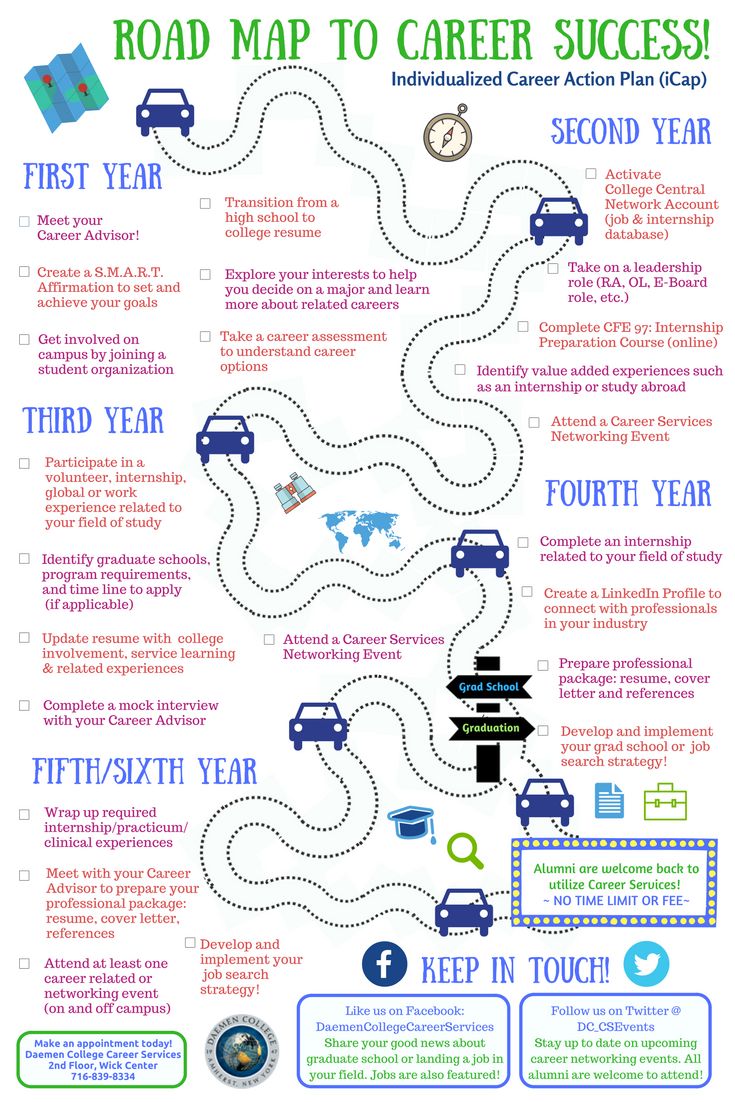 ROAD MAP TO CAREER SUCCESS!
Individualized Career Action Plan (iCap)
FIRST YEAR
Meet your
Career Advisor!
Create a S.M.A.R.T.
Affirmation to set and
achieve your goals
Get involved on
campus by joining a
student organization
Transition from a
high school to
college resume
Explore your interests to help
you decide on a major and learn
more about related careers
Take a career assessment
to understand career
options
SECOND YEAR
Activate
College Central
Network Account
(job & internship
database)
Take on a leadership
role (RA, OL, E-Board
role, etc.)
Complete CFE 97: Internship
Preparation Course (online)
Identify value added experiences such
as an internship or study abroad
Attend a Career Services
Networking Event
THIRD YEAR
Participate in a
volunteer, internship,
global or work
experience related to
your field of study
Identify graduate schools,
program requirements,
and time line to apply
(if applicable)
Update resume with college
involvement, service learning
& related experiences
Complete a mock interview
with your Career Advisor
Attend a Career Services
Networking Event
FOURTH YEAR
Complete an internship
related to your field of study
Create a LinkedIn Profile to
connect with professionals
in your industry
Prepare professional
package: resume, cover
letter and references
Develop and implement
your grad school or job
search strategy!
Grad School
Graduation
FIFTH/SIXTH YEAR
Wrap up required
internship/practicum/
clinical experiences
Meet with your Career
Advisor to prepare your
professional package:
resume, cover letter,
references
Attend at least one
career related or
networking event
(on and off campus)
Develop and
implement your
job search
strategy!
Alumni are welcome back to
utilize Career Services!
~ NO TIME LIMIT OR FEE~
KEEP IN TOUCH!
Like us on Facebook:
DaemenCollegeCareerServices
Share your good news about
graduate school or landing a job in
your field. Jobs are also featured!
Follow us on Twitter @
DC_CSEvents
Stay up to date on upcoming
career networking events. All
alumni are welcome to attend!
Make an appointment today!
Daemen College Career Services
2nd Floor, Wick Center
716-839-8334
DAEMEN COLLEGE
AMHERST, NEW YORK